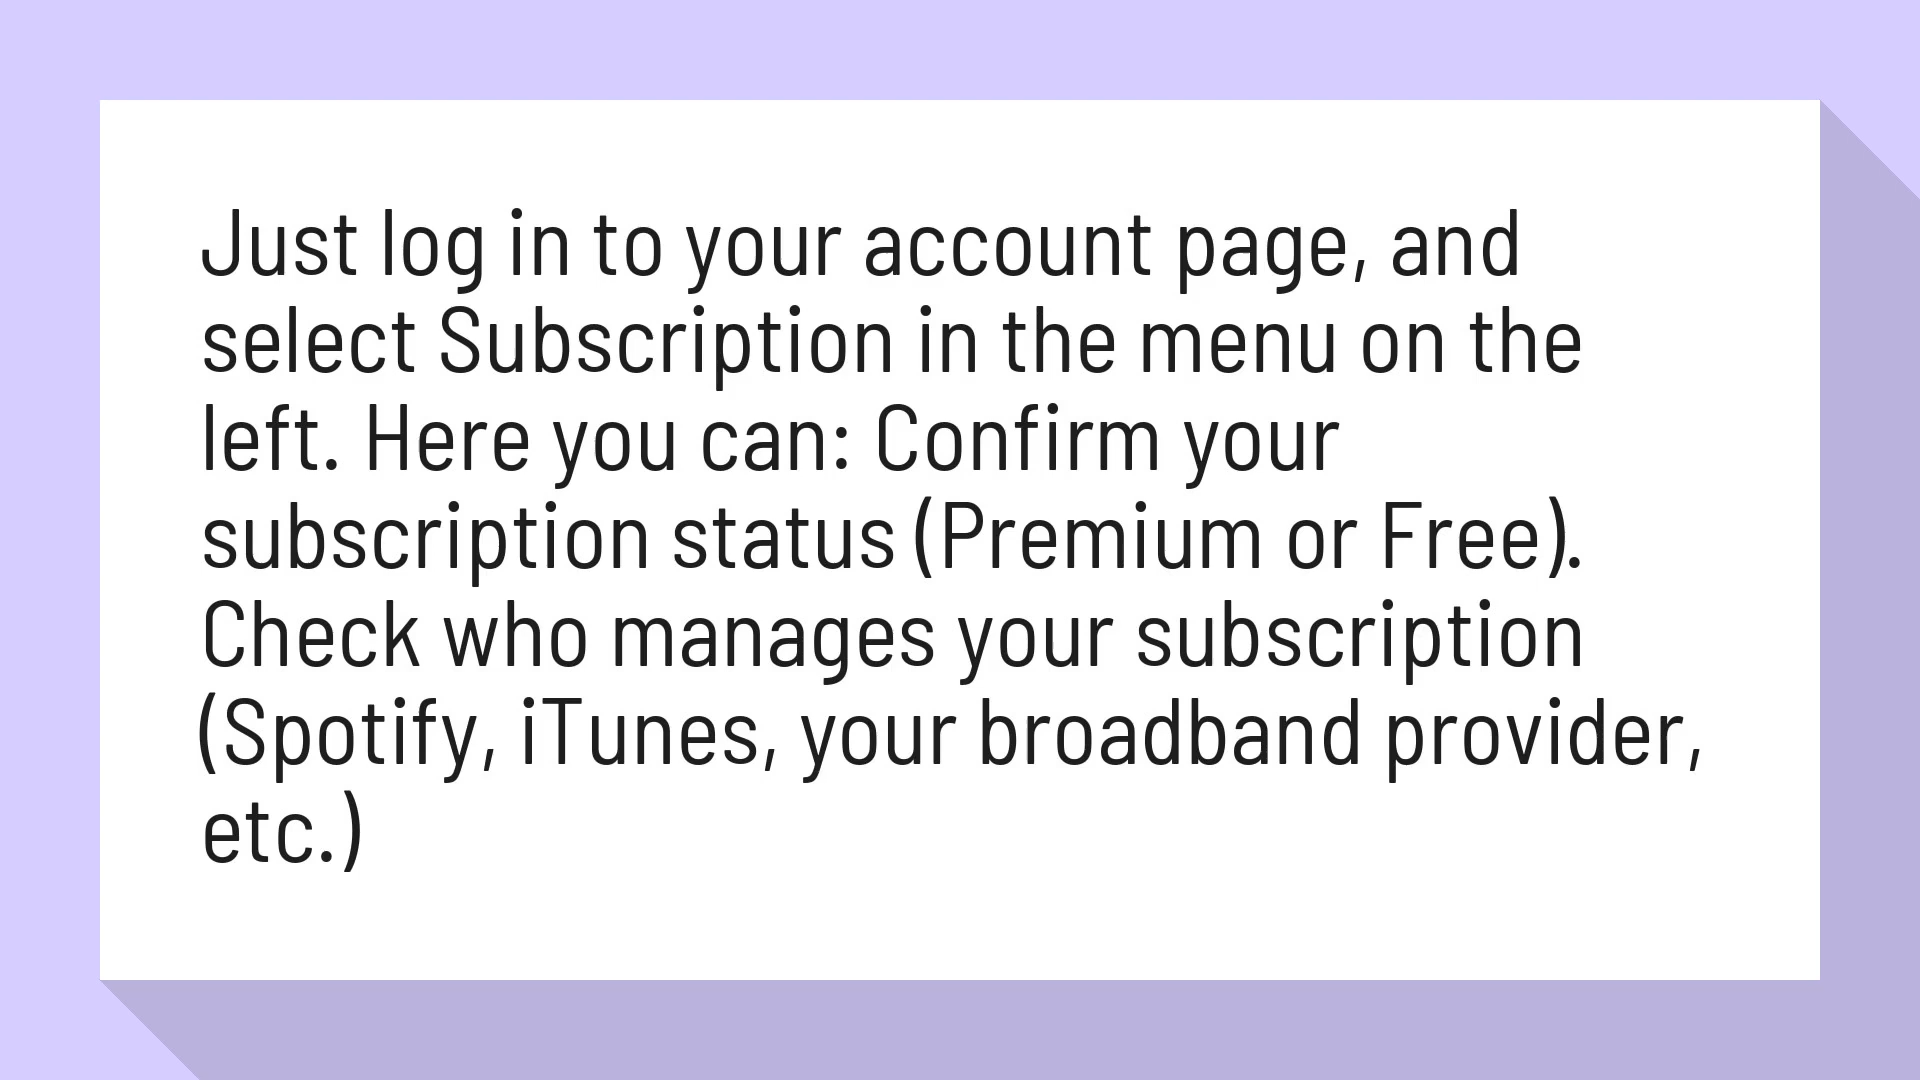 Just log in to your account page, and
select Subscription in the menu on the
left. Here you can: Confirm your
subscription status (Premium or Free).
Check who manages your subscription
(Spotify, iTunes, your broadband provider,
etc.)